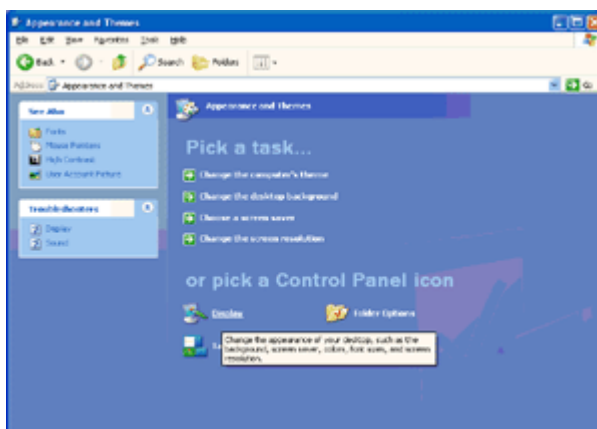 Appearance and Themes
File Edit View Favorites Tools Help
Back Search Folders
Address Appearance and Themes Go
See Also
Fonts
Mouse Pointers
High Contrast
User Account Picture
Troubleshooters
Display
Sound
Appearance and Themes
Pick a task...
Change the computer's theme
Change the desktop background
Choose a screen saver
Change the screen resolution
or pick a Control Panel icon
Display Folder Options
Change the appearance of your desktop, such as the
background, screen saver, colors, font sizes, and screen
resolution.